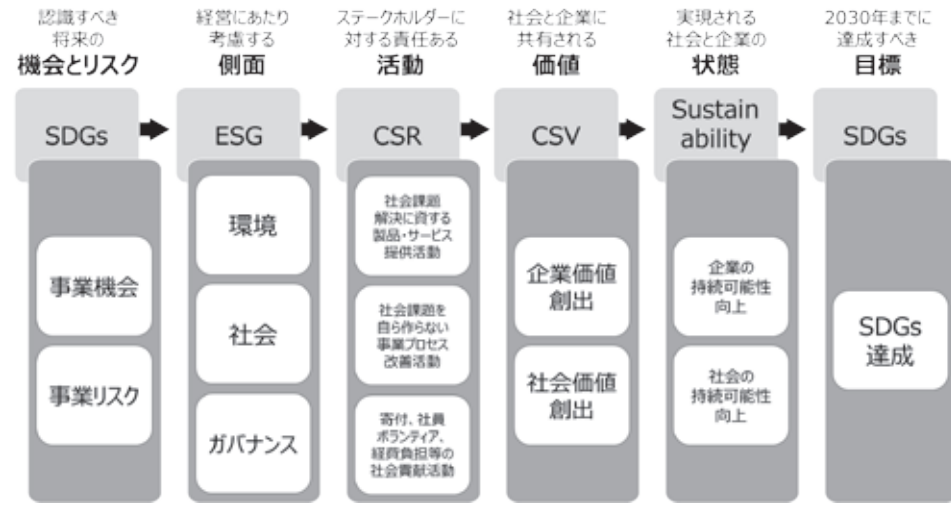 認識すべき
将来の
機会とリスク
SDGs
事業機会
事業リスク
経営にあたり
考慮する
側面
ESG
環境
社会
ガバナンス
ステークホルダーに
対する責任ある
活動
CSR
社会課題
解決に資する
製品・サービス
提供活動
社会課題を
自ら作らない
事業プロセス
改善活動
寄付、社員
ボランティア、
経費負担等の
社会貢献活動
社会と企業に
共有される
価値
CSV
企業価値
創出
社会価値
創出
実現される
社会と企業の
状態
Sustain
ability
企業の
持続可能性
向上
社会の
持続可能性
向上
2030年までに
達成すべき
目標
SDGs
SDGs
達成